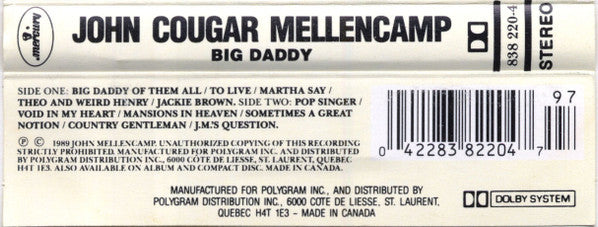 mercury
JOHN COUGAR MELLENCAMP
BIG DADDY
838 220-4
STEREO
SIDE ONE: BIG DADDY OF THEM ALL / TO LIVE / MARTHA SAY /
THEO AND WEIRD HENRY / JACKIE BROWN. SIDE TWO: POP SINGER /
VOID IN MY HEART / MANSIONS IN HEAVEN / SOMETIMES A GREAT
NOTION / COUNTRY GENTLEMAN / J.M.'S QUESTION.
℗ © 1989 JOHN MELLENCAMP. UNAUTHORIZED COPYING OF THIS RECORDING
STRICTLY PROHIBITED. MANUFACTURED FOR POLYGRAM INC., AND DISTRIBUTED
BY POLYGRAM DISTRIBUTION INC., 6000 CÔTE DE LIESSE, ST. LAURENT, QUEBEC
H4T 1E3. ALSO AVAILABLE ON ALBUM AND COMPACT DISC. MADE IN CANADA.
97
0 42283 82204 7
MANUFACTURED FOR POLYGRAM INC., AND DISTRIBUTED BY
POLYGRAM DISTRIBUTION INC., 6000 COTE DE LIESSE, ST. LAURENT,
QUEBEC H4T 1E3 - MADE IN CANADA
DOLBY SYSTEM